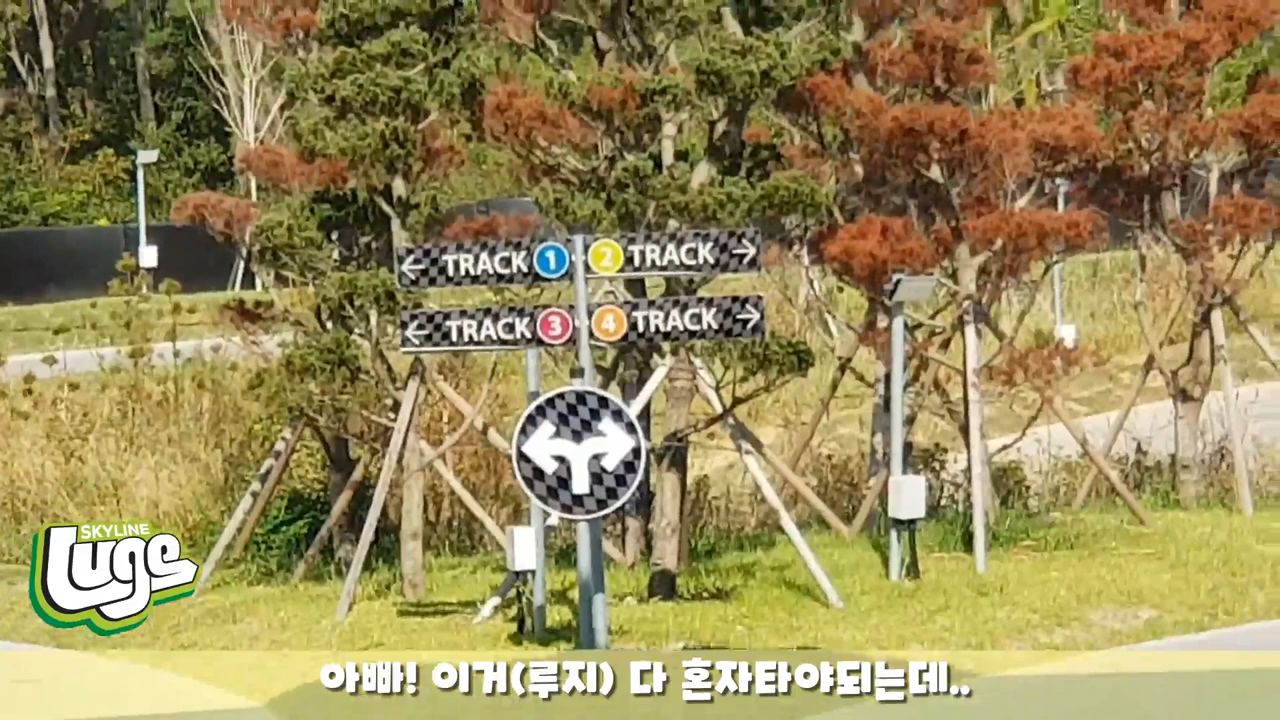 ← TRACK 1
2 TRACK →
← TRACK 3
4 TRACK →
SKYLINE
Luge
아빠! 이거(루지) 다 혼자타야되는데..